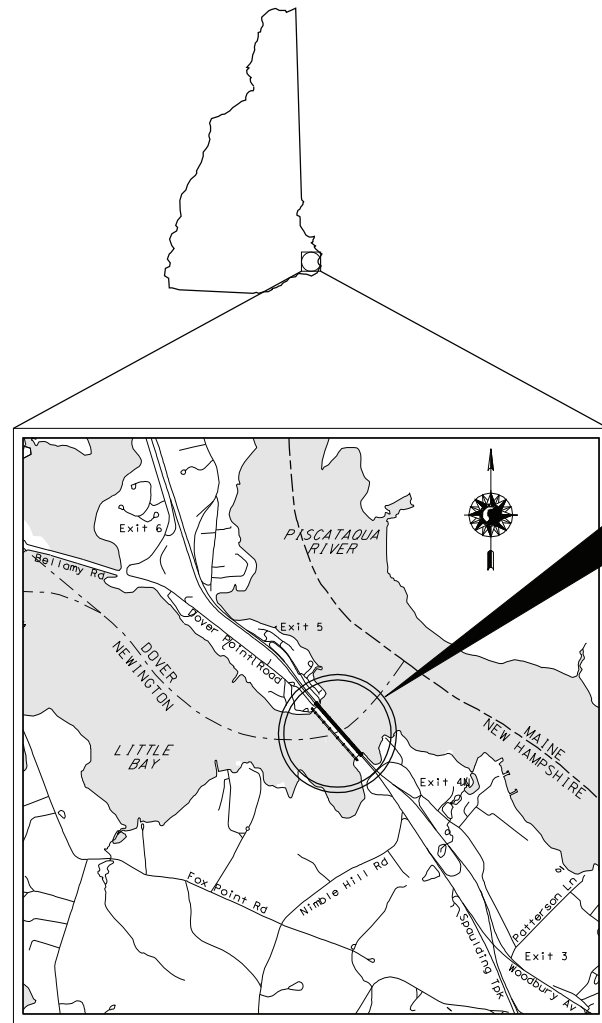 PISCATAQUA
RIVER
Exit 6
Bellamy Rd
Exit 5
Dover Point Road
DOVER
NEWINGTON
LITTLE
BAY
MAINE
NEW HAMPSHIRE
Exit 4N
Fox Point Rd
Nimble Hill Rd
Spaulding Tpk
Patterson Ln
Exit 3
Woodbury Av